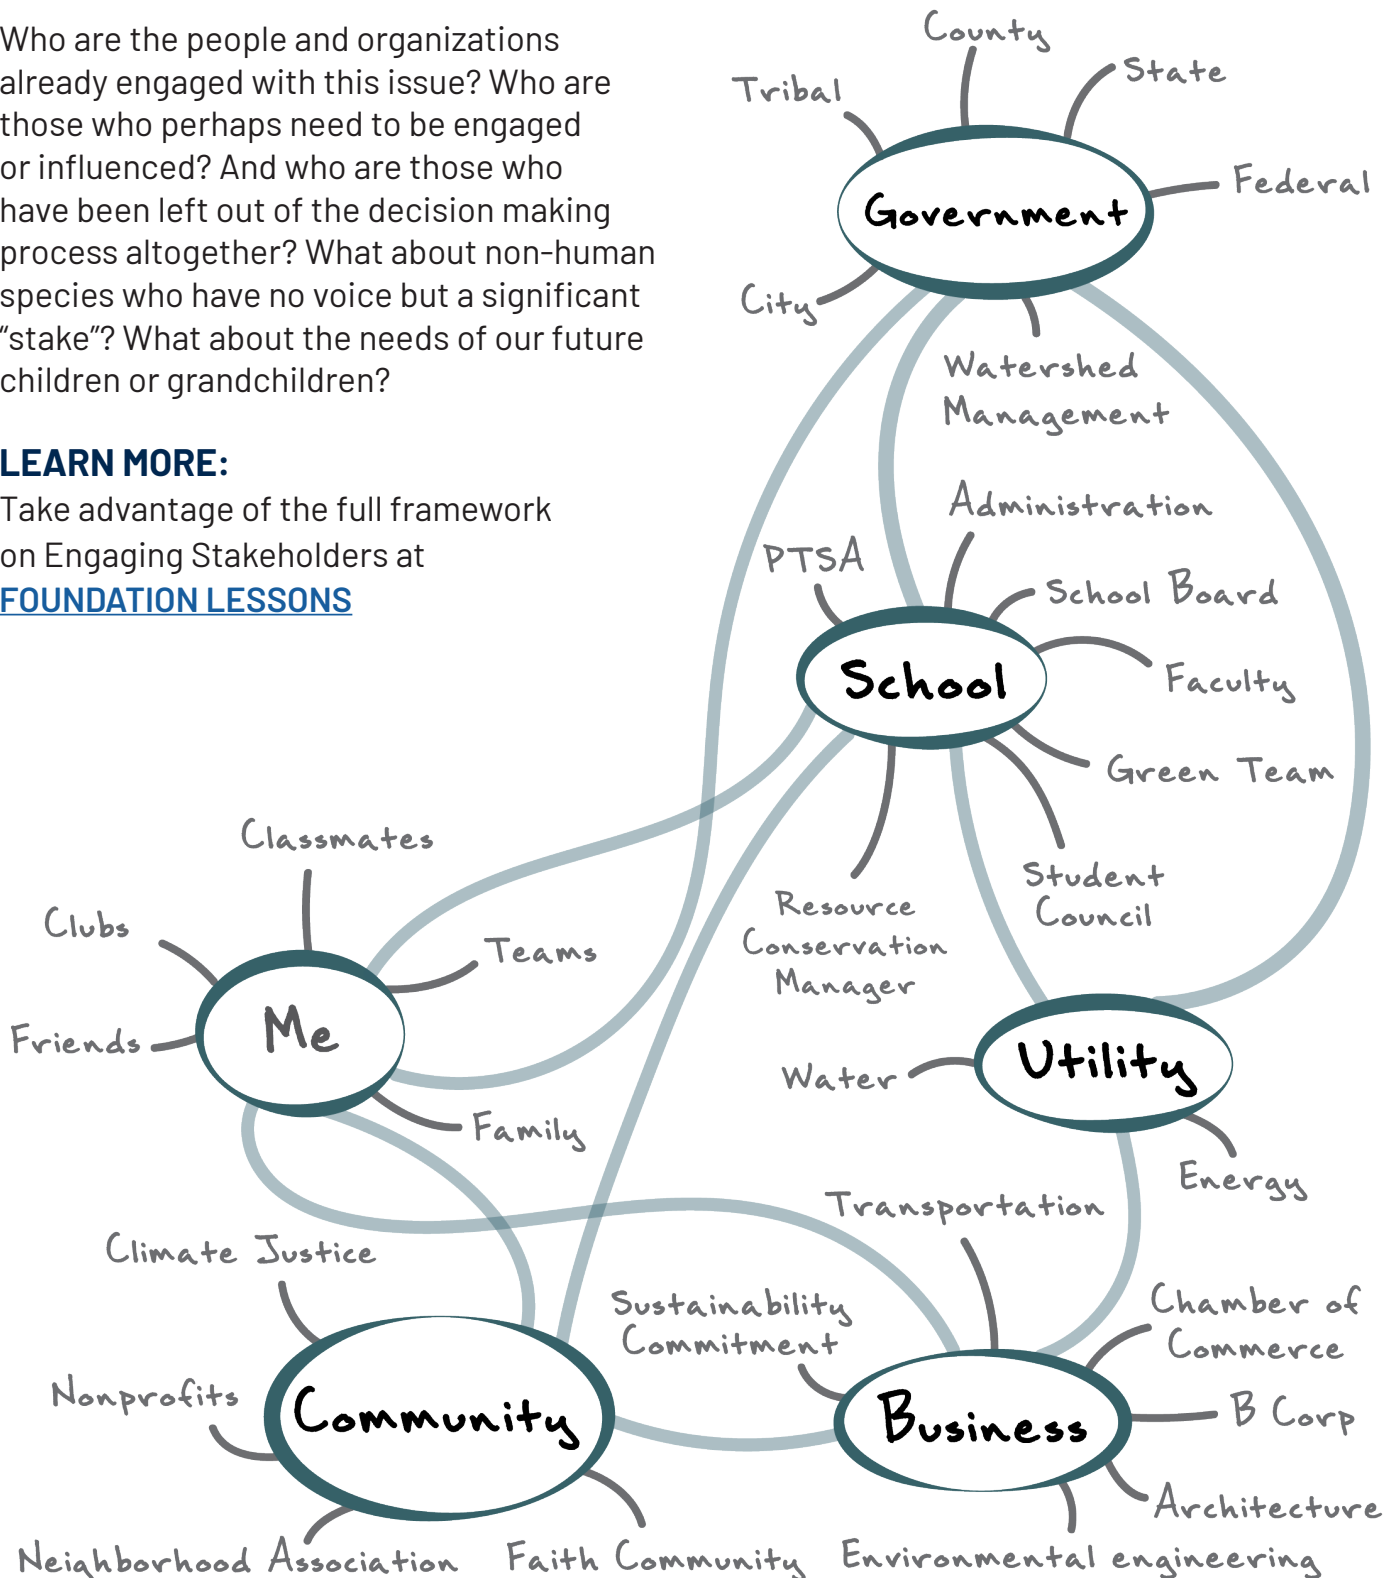 Who are the people and organizations
already engaged with this issue? Who are
those who perhaps need to be engaged
or influenced? And who are those who
have been left out of the decision making
process altogether? What about non-human
species who have no voice but a significant
“stake”? What about the needs of our future
children or grandchildren?
LEARN MORE:
Take advantage of the full framework
on Engaging Stakeholders at
FOUNDATION LESSONS
County
Tribal
State
Federal
Government
City
Watershed
Management
Administration
PTSA
School Board
School
Faculty
Green Team
Student
Council
Resource
Conservation
Manager
Classmates
Clubs
Teams
Me
Friends
Family
Utility
Water
Energy
Transportation
Climate Justice
Sustainability
Commitment
Chamber of
Commerce
Nonprofits
Community
Business
B Corp
Architecture
Neighborhood Association
Faith Community
Environmental engineering